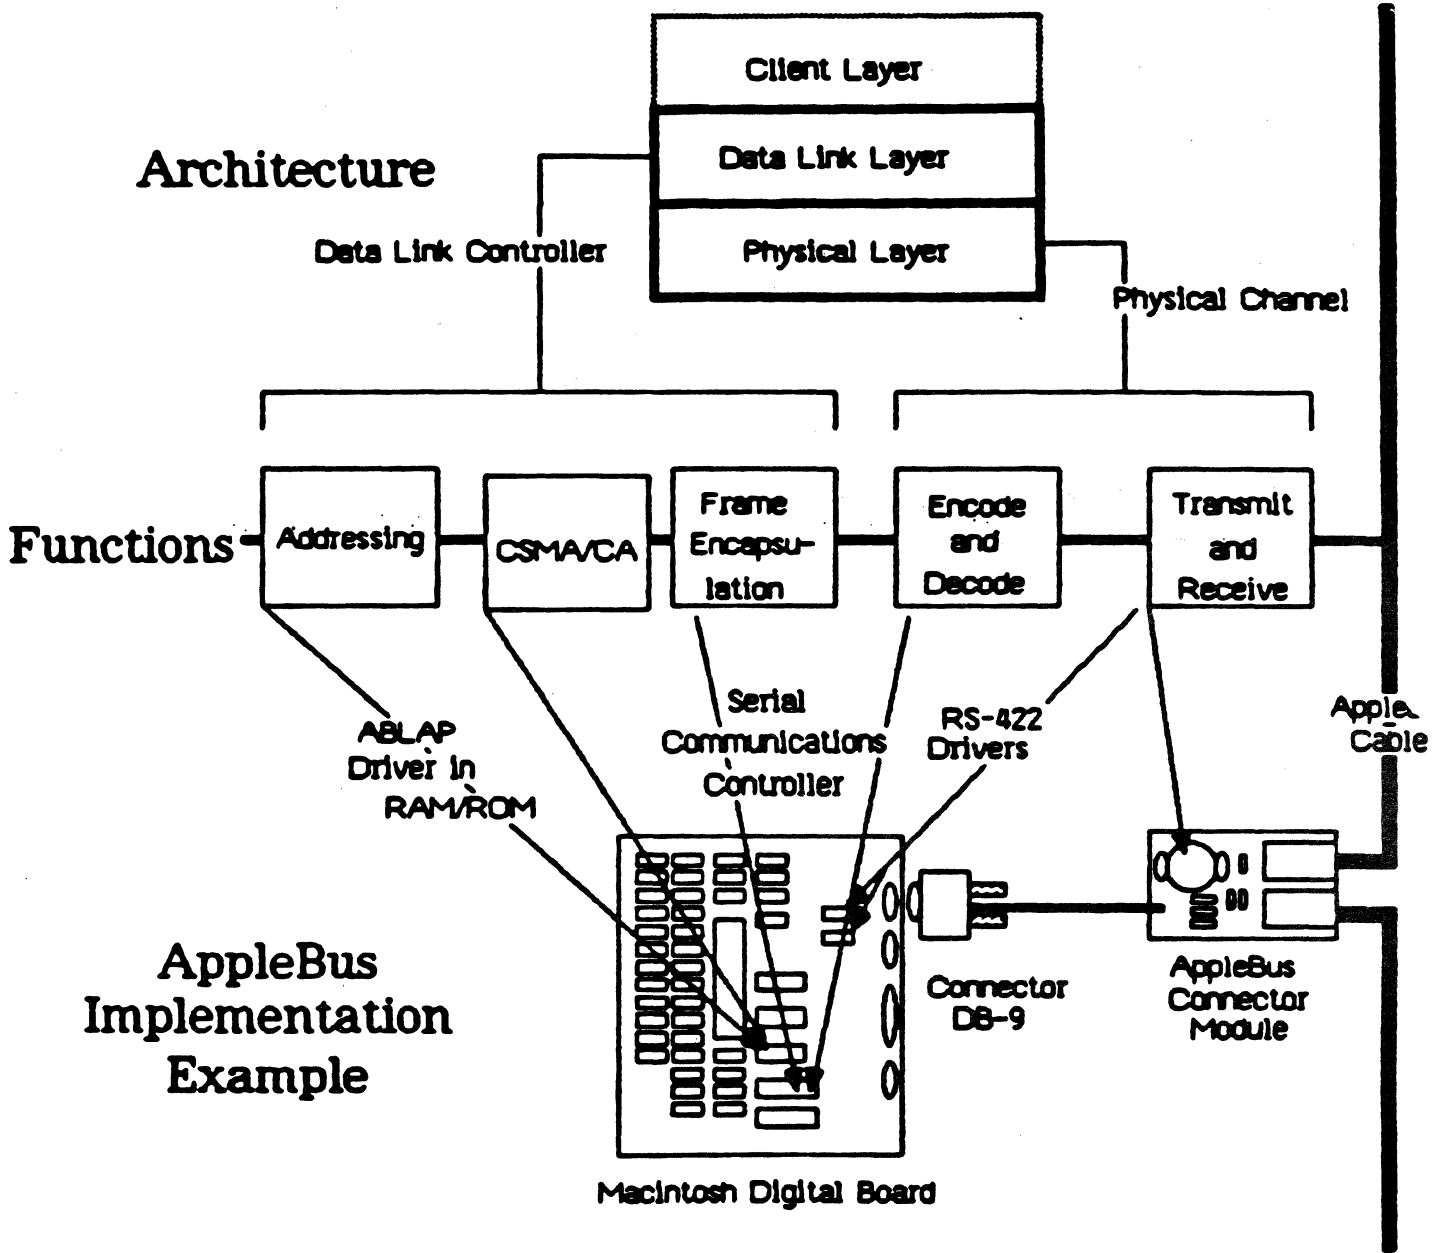 Client Layer
Architecture
Data Link Layer
Data Link Controller
Physical Layer
Physical Channel
Functions
Addressing
CSMA/CA
Frame
Encapsu-
lation
Encode
and
Decode
Transmit
and
Receive
ABLAP
Driver in
RAM/ROM
Serial
Communications
Controller
RS-422
Drivers
Cable
AppleBus
Implementation
Example
Connector
DB-9
AppleBus
Connector
Module
Macintosh Digital Board